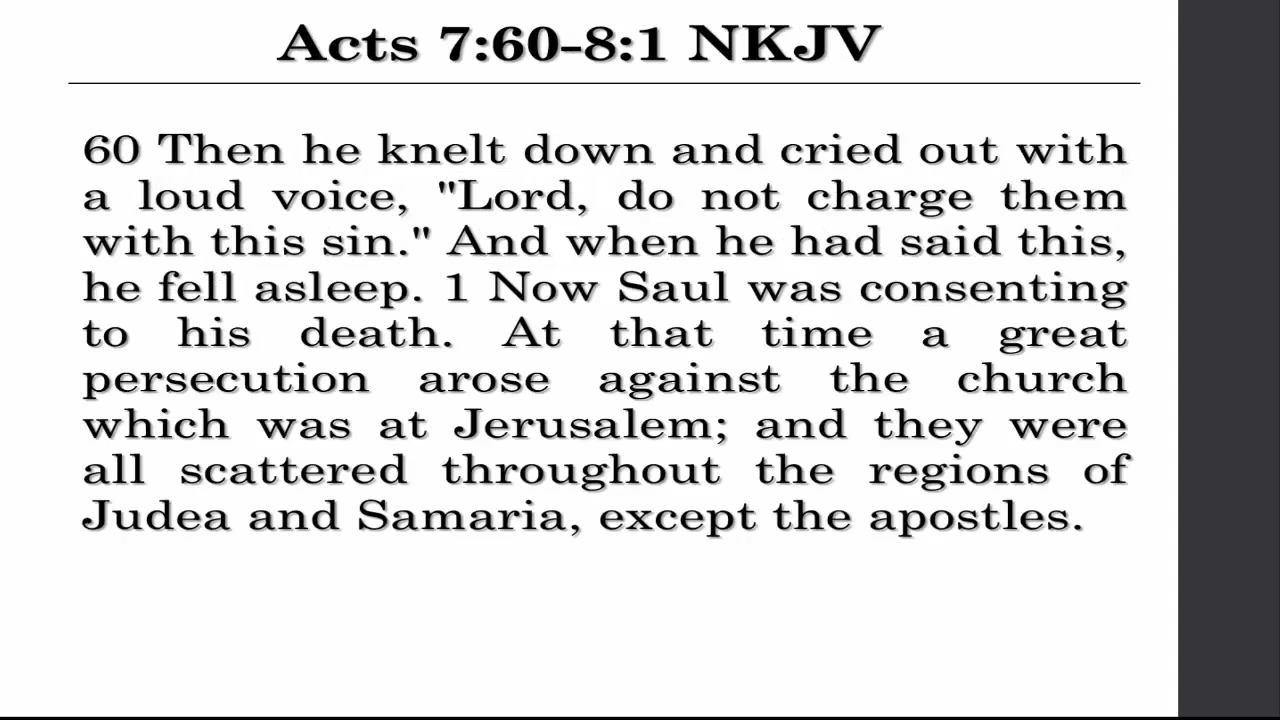 Acts 7:60-8:1 NKJV
60 Then he knelt down and cried out with
a loud voice, "Lord, do not charge them
with this sin." And when he had said this,
he fell asleep. 1 Now Saul was consenting
to his death. At that time a great
persecution arose against the church
which was at Jerusalem; and they were
all scattered throughout the regions of
Judea and Samaria, except the apostles.